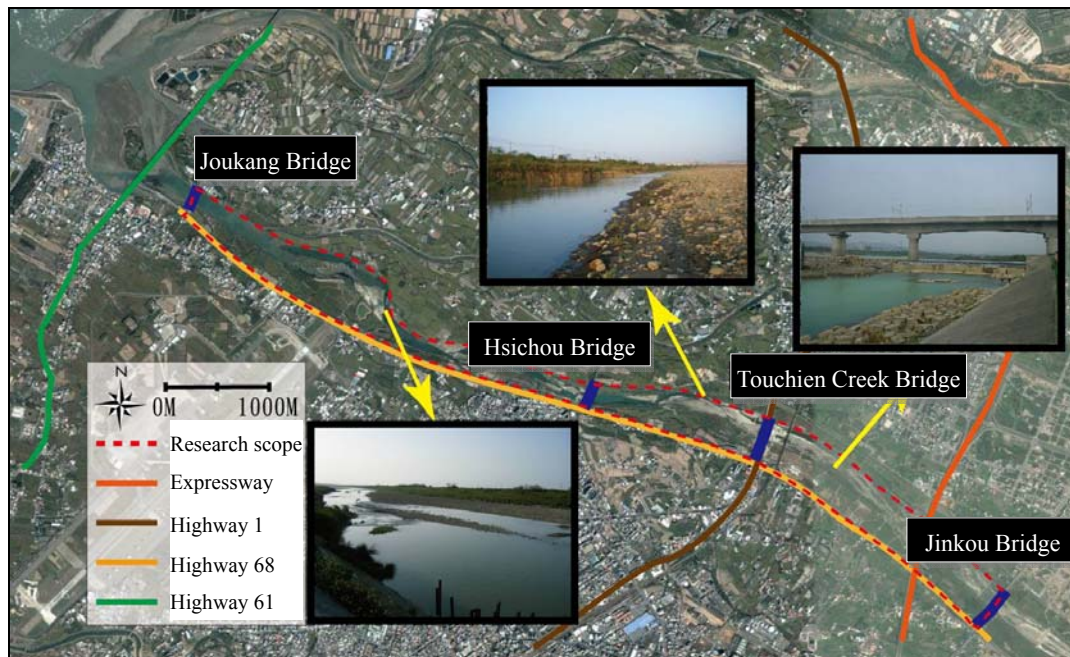 Joukang Bridge
Hsichou Bridge
Touchien Creek Bridge
Jinkou Bridge
N
0M 1000M
Research scope
Expressway
Highway 1
Highway 68
Highway 61